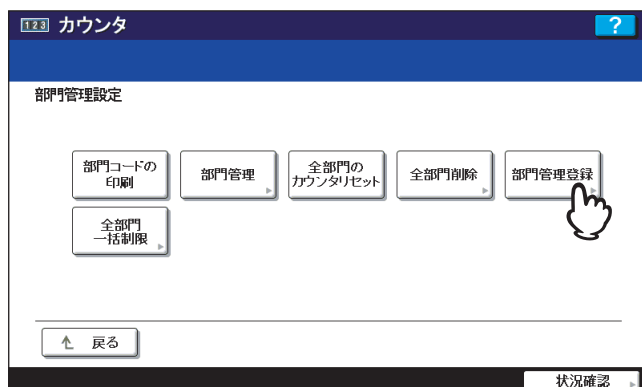 123 カウンタ
?
部門管理設定
部門コードの
印刷
部門管理
全部門の
カウンタリセット
全部門削除
部門管理登録
全部門
一括制限
戻る
状況確認